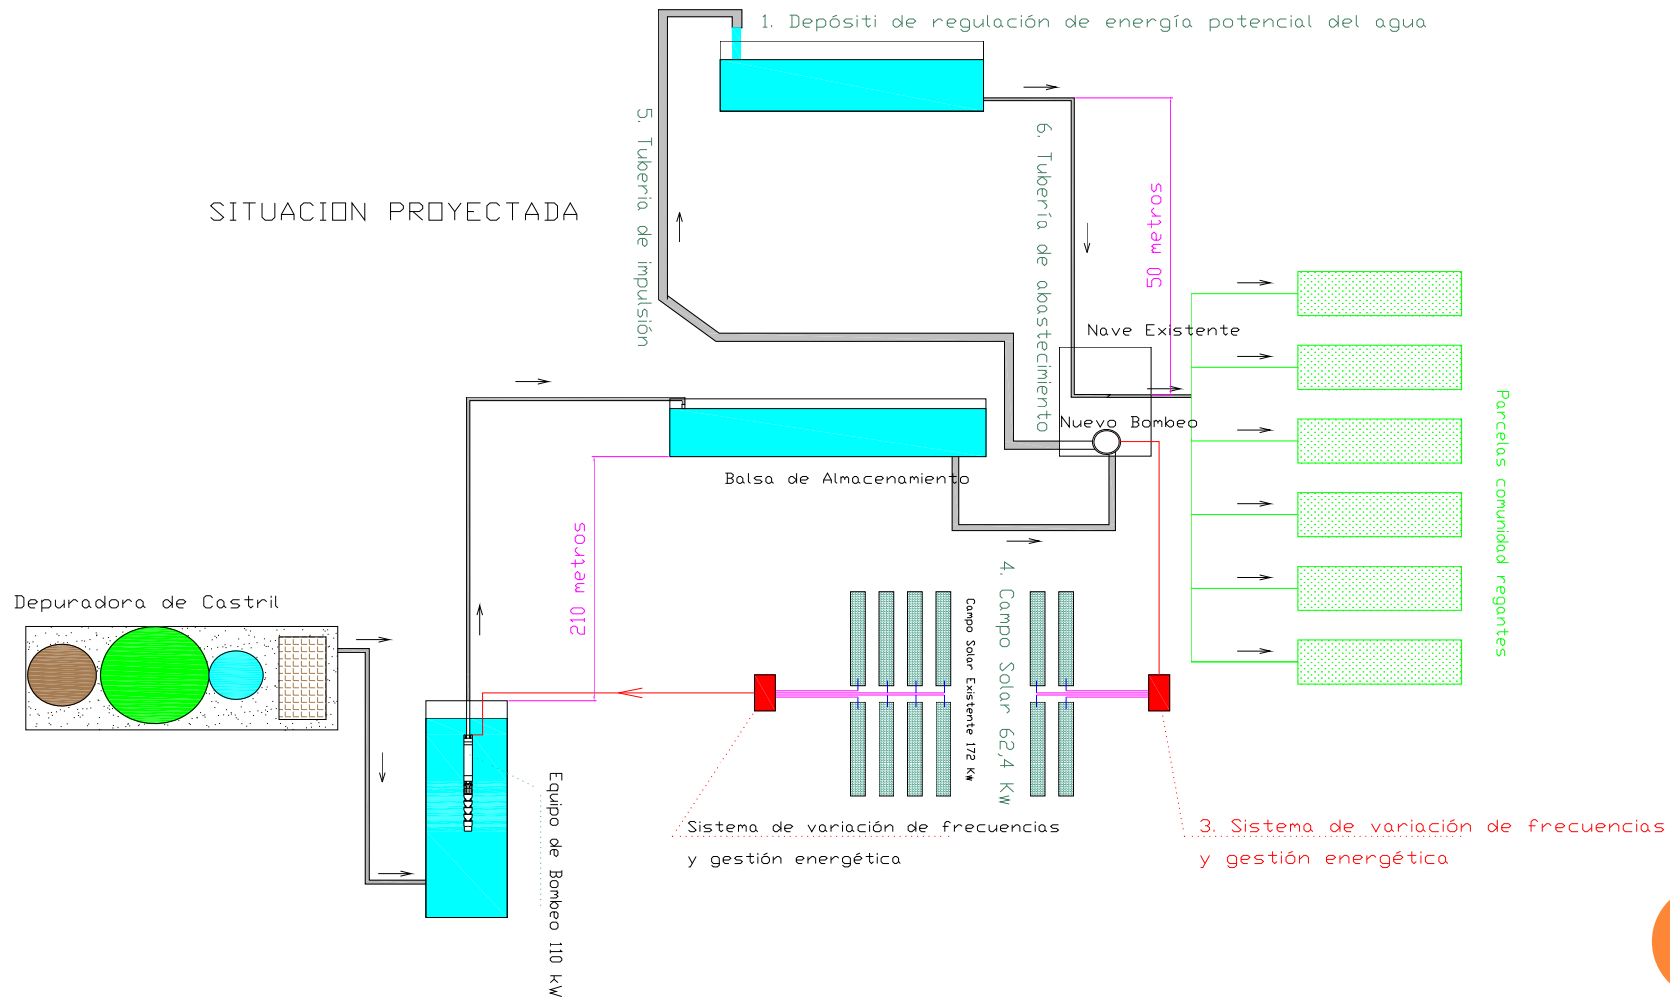 1. Depósiti de regulación de energía potencial del agua
5. Tuberia de impulsión
6. Tubería de abastecimiento
50 metros
SITUACION PROYECTADA
Nave Existente
Nuevo Bombeo
Balsa de Almacenamiento
210 metros
Parcelas comunidad regantes
Depuradora de Castril
Campo Solar Existente 172 Kw
4. Campo Solar 62,4 Kw
Equipo de Bombeo 110 kW
Sistema de variación de frecuencias
y gestión energética
3. Sistema de variación de frecuencias
y gestión energética